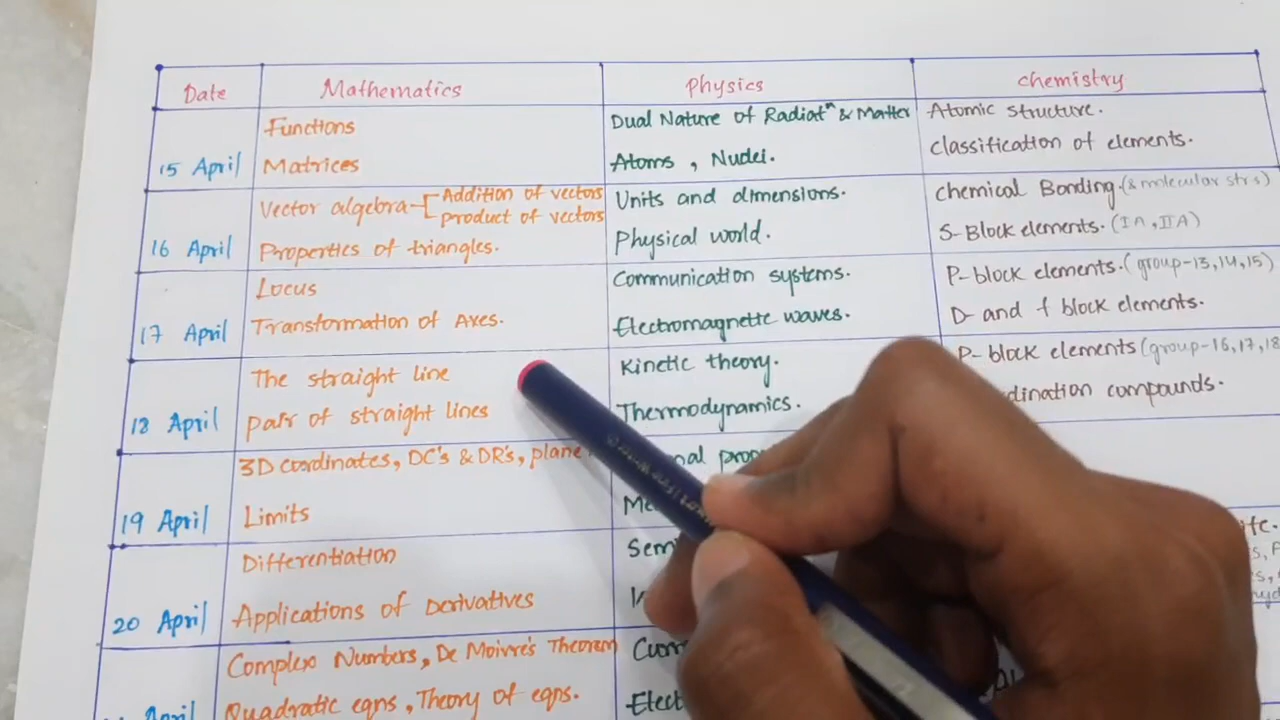 Date Mathematics Physics chemistry
15 April
Functions
Matrices
Dual Nature of Radiatn & Matter
Atoms, Nuclei.
Atomic structure.
classification of elements.
16 April
Vector algebra Addition of vectors
product of vectors
Properties of triangles.
Units and dimensions.
Physical world.
chemical Bonding.(& molecular strs)
S-Block elements. (IA, IIA)
17 April
Locus
Transformation of Axes.
Communication systems.
Electromagnetic waves.
P-block elements. (group-13,14,15)
D- and f block elements.
18 April
The straight line
Pair of straight lines
Kinetic theory.
Thermodynamics.
P-block elements (group-16,17,18
dination compounds.
19 April
3D coordinates, DC's & DR's, plane
Limits
20 April
Differentiation
Applications of Derivatives
April
Complex Numbers, De Moivre's Theorem
Quadratic eqns, Theory of eqns.